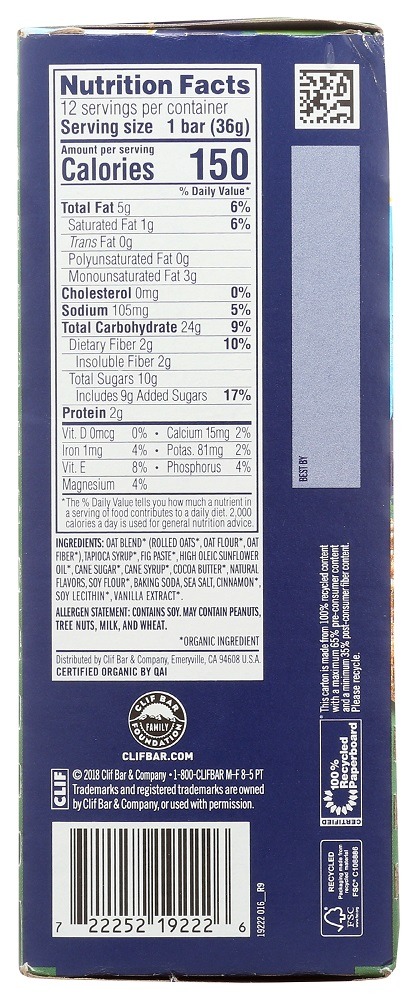 Nutrition Facts
12 servings per container
Serving size 1 bar (36g)
Amount per serving
Calories 150
% Daily Value*
Total Fat 5g 6%
Saturated Fat 1g 6%
Trans Fat 0g
Polyunsaturated Fat 0g
Monounsaturated Fat 3g
Cholesterol 0mg 0%
Sodium 105mg 5%
Total Carbohydrate 24g 9%
Dietary Fiber 2g 10%
Insoluble Fiber 2g
Total Sugars 10g
Includes 9g Added Sugars 17%
Protein 2g
Vit. D 0mcg 0% • Calcium 15mg 2%
Iron 1mg 4% • Potas. 81mg 2%
Vit. E 8% • Phosphorus 4%
Magnesium 4%
*The % Daily Value tells you how much a nutrient in
a serving of food contributes to a daily diet. 2,000
calories a day is used for general nutrition advice.
INGREDIENTS: OAT BLEND* (ROLLED OATS*, OAT FLOUR*, OAT
FIBER*), TAPIOCA SYRUP*, FIG PASTE*, HIGH OLEIC SUNFLOWER
OIL*, CANE SUGAR*, CANE SYRUP*, COCOA BUTTER*, NATURAL
FLAVORS, SOY FLOUR*, BAKING SODA, SEA SALT, CINNAMON*,
SOY LECITHIN*, VANILLA EXTRACT*.
ALLERGEN STATEMENT: CONTAINS SOY. MAY CONTAIN PEANUTS,
TREE NUTS, MILK, AND WHEAT.
*ORGANIC INGREDIENT
Distributed by Clif Bar & Company, Emeryville, CA 94608 U.S.A.
CERTIFIED ORGANIC BY QAI
CLIF BAR
FAMILY
FOUNDATION
CLIFBAR.COM
CLIF
© 2018 Clif Bar & Company • 1-800-CLIFBAR M-F 8-5 PT
Trademarks and registered trademarks are owned
by Clif Bar & Company, or used with permission.
7 22252 19222 6
19222.016_R9
BEST BY
This carton is made from 100% recycled content
with a maximum 65% pre-consumer content
and a minimum 35% post-consumer fiber content.
Please recycle.
100%
Recycled
Paperboard
CERTIFIED
RECYCLED
Packaging made from
recycled material
FSC® C106886
FSC